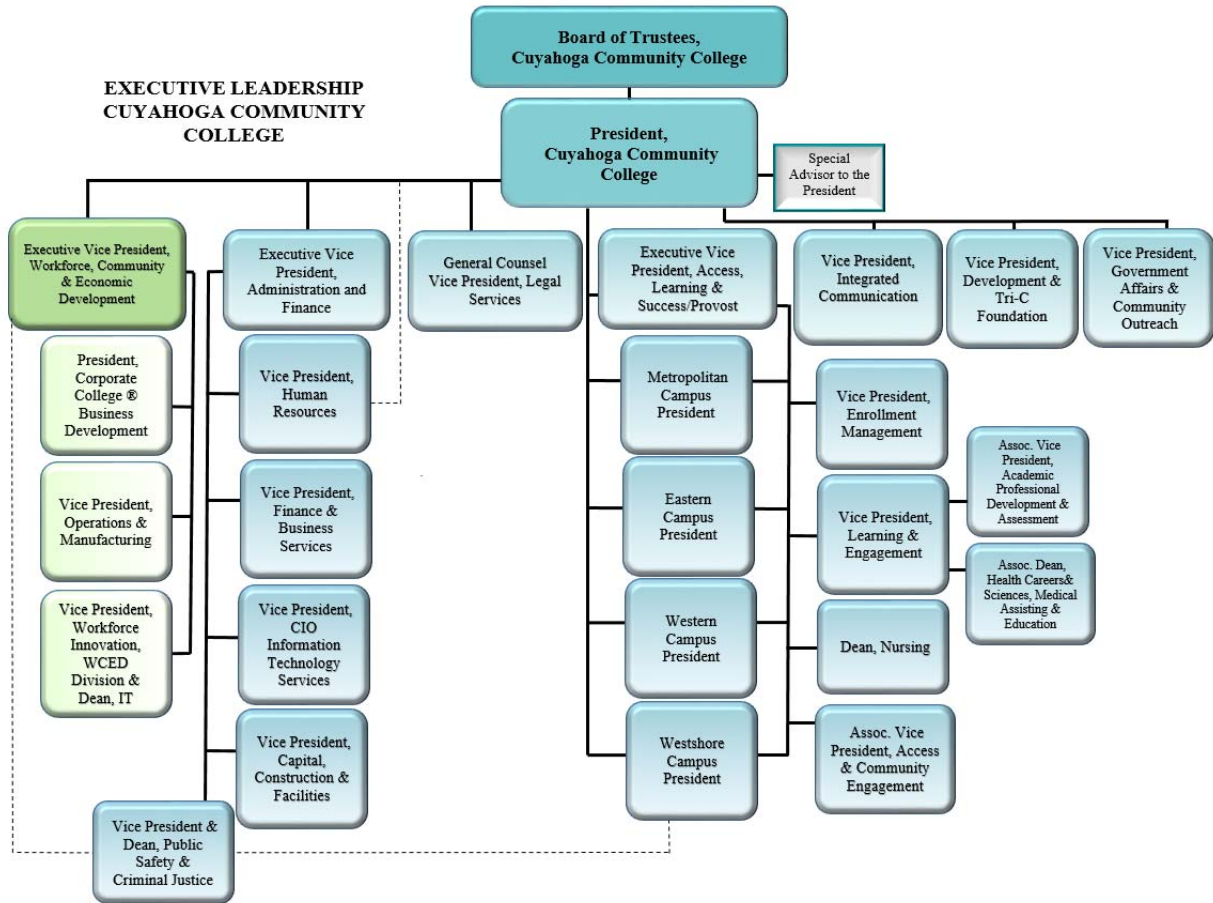 Board of Trustees,
Cuyahoga Community College
EXECUTIVE LEADERSHIP
CUYAHOGA COMMUNITY
COLLEGE
President,
Cuyahoga Community
College
Special
Advisor to the
President
Executive Vice President,
Workforce, Community
& Economic
Development
Executive Vice
President,
Administration and
Finance
General Counsel
Vice President, Legal
Services
Executive Vice
President, Access,
Learning &
Success/Provost
Vice President,
Integrated
Communication
Vice President,
Development &
Tri-C
Foundation
Vice President,
Government
Affairs &
Community
Outreach
President,
Corporate
College ®
Business
Development
Vice President,
Operations &
Manufacturing
Vice President,
Workforce
Innovation,
WCED
Division &
Dean, IT
Vice President,
Human
Resources
Vice President,
Finance &
Business
Services
Vice President,
CIO
Information
Technology
Services
Vice President,
Capital,
Construction &
Facilities
Vice President &
Dean, Public
Safety &
Criminal Justice
Metropolitan
Campus
President
Eastern
Campus
President
Western
Campus
President
Westshore
Campus
President
Vice President,
Enrollment
Management
Vice President,
Learning &
Engagement
Dean, Nursing
Assoc. Vice
President, Access
& Community
Engagement
Assoc. Vice
President,
Academic
Professional
Development &
Assessment
Assoc. Dean,
Health Careers&
Sciences, Medical
Assisting &
Education